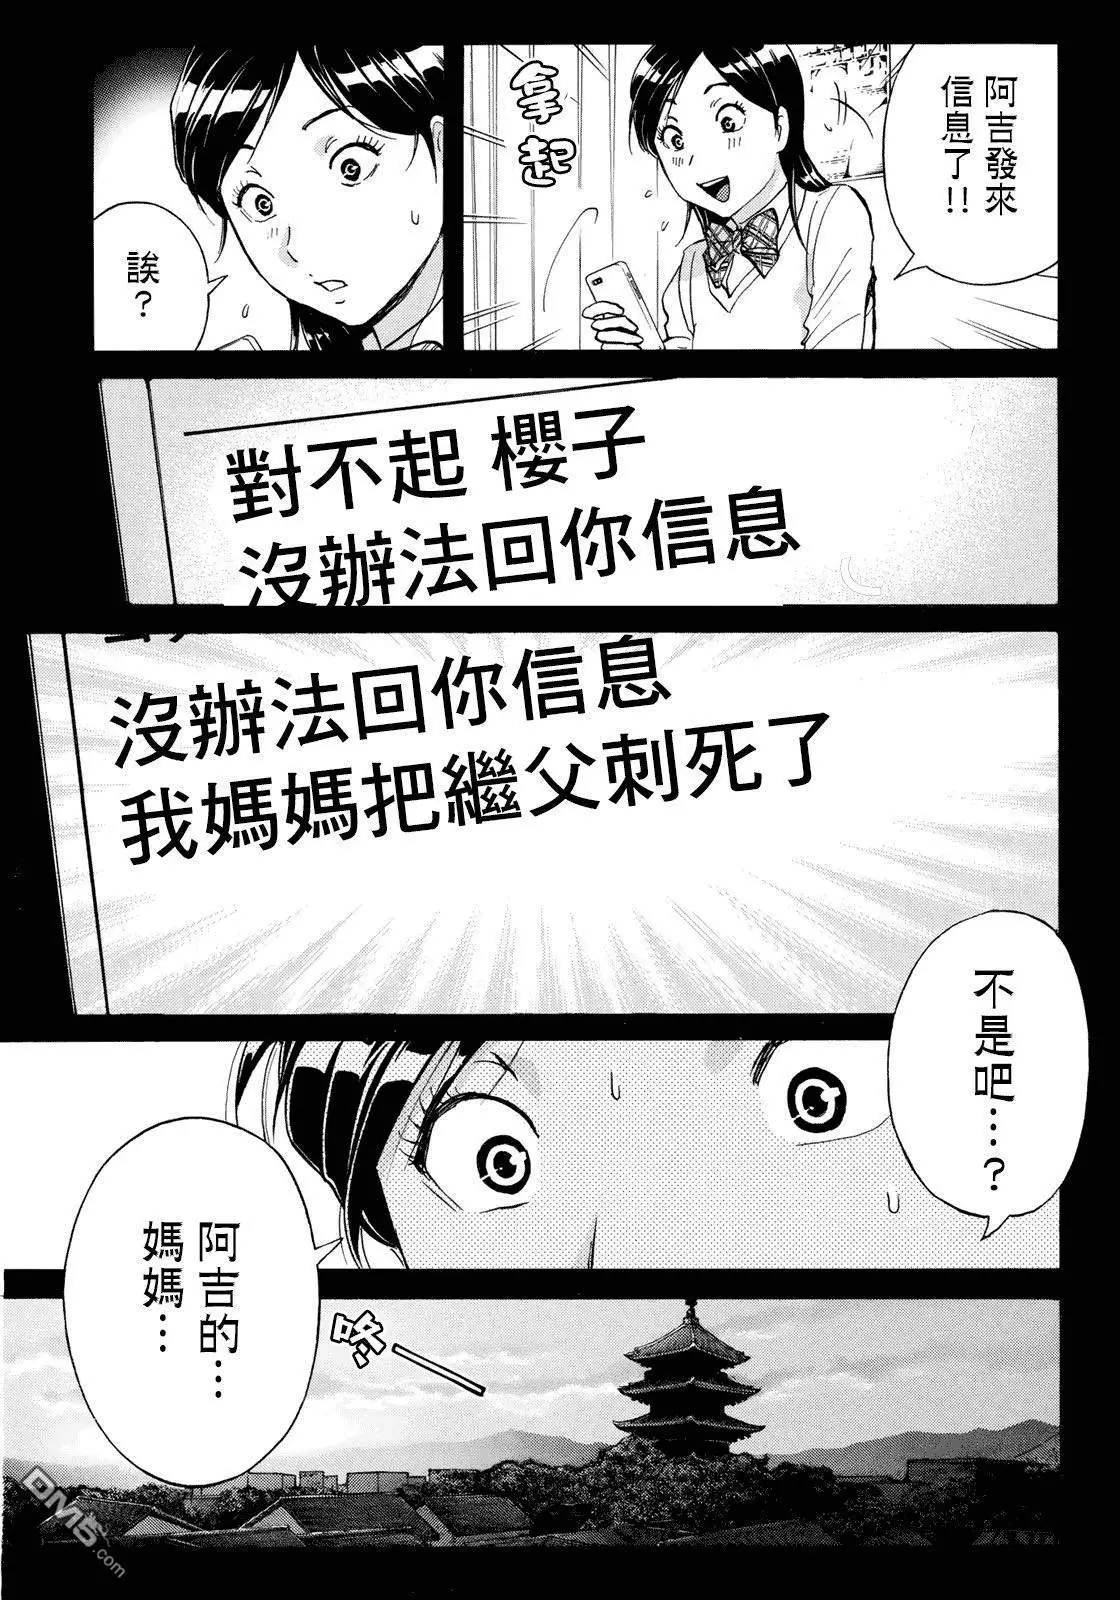 阿吉發來
信息了!!
拿起
誒?
對不起 櫻子
沒辦法回你信息
沒辦法回你信息
我媽媽把繼父刺死了
不是吧…?
阿吉的…
媽媽…
咚—
DM5
.com